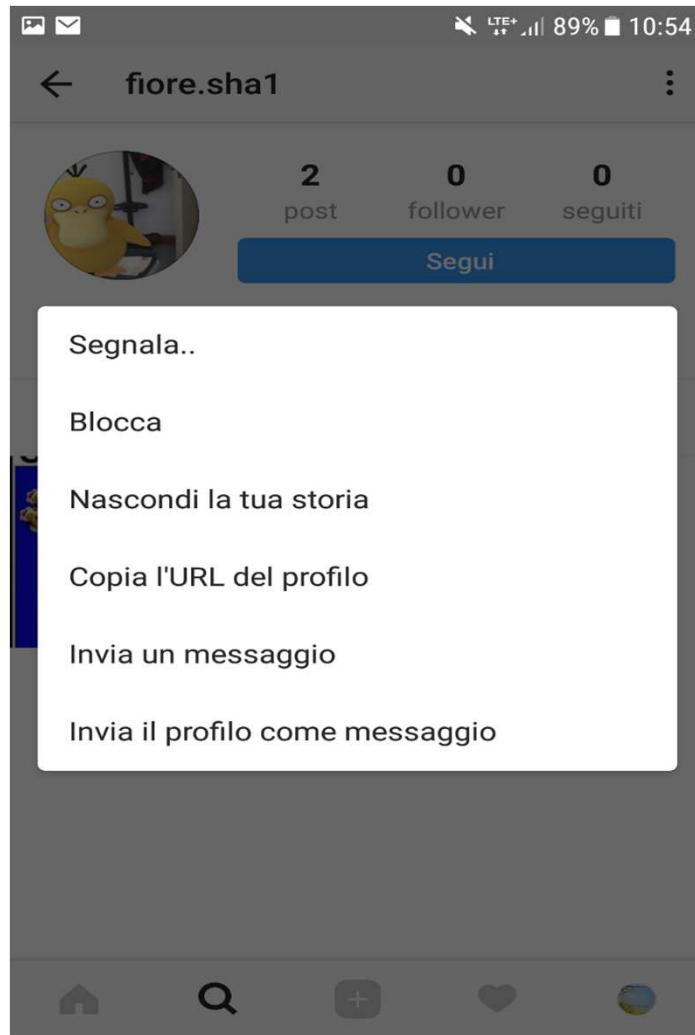 LTE+ 89% 10:54
fiore.sha1
2 0 0
post follower seguiti
Segui
Segnala..
Blocca
Nascondi la tua storia
Copia l'URL del profilo
Invia un messaggio
Invia il profilo come messaggio